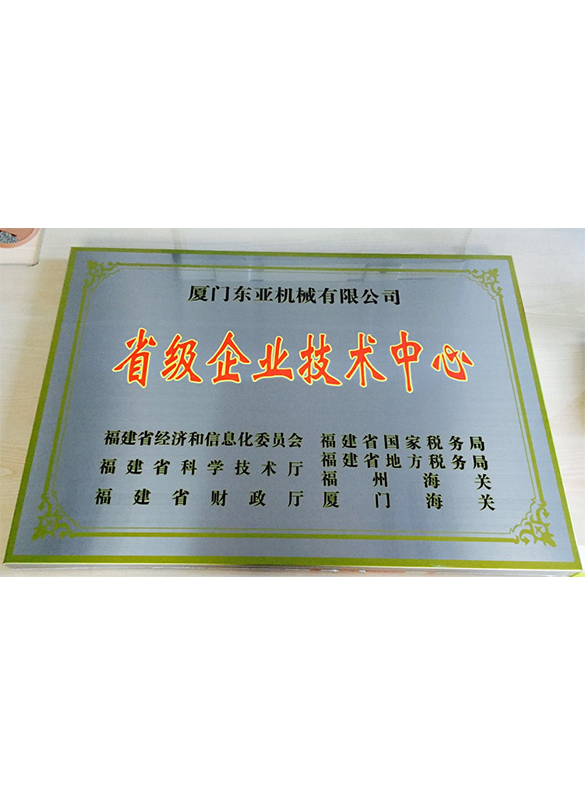 厦门东亚机械有限公司
省级企业技术中心
福建省经济和信息化委员会
福建省科学技术厅
福建省财政厅
福建省国家税务局
福建省地方税务局
福州海关
厦门海关